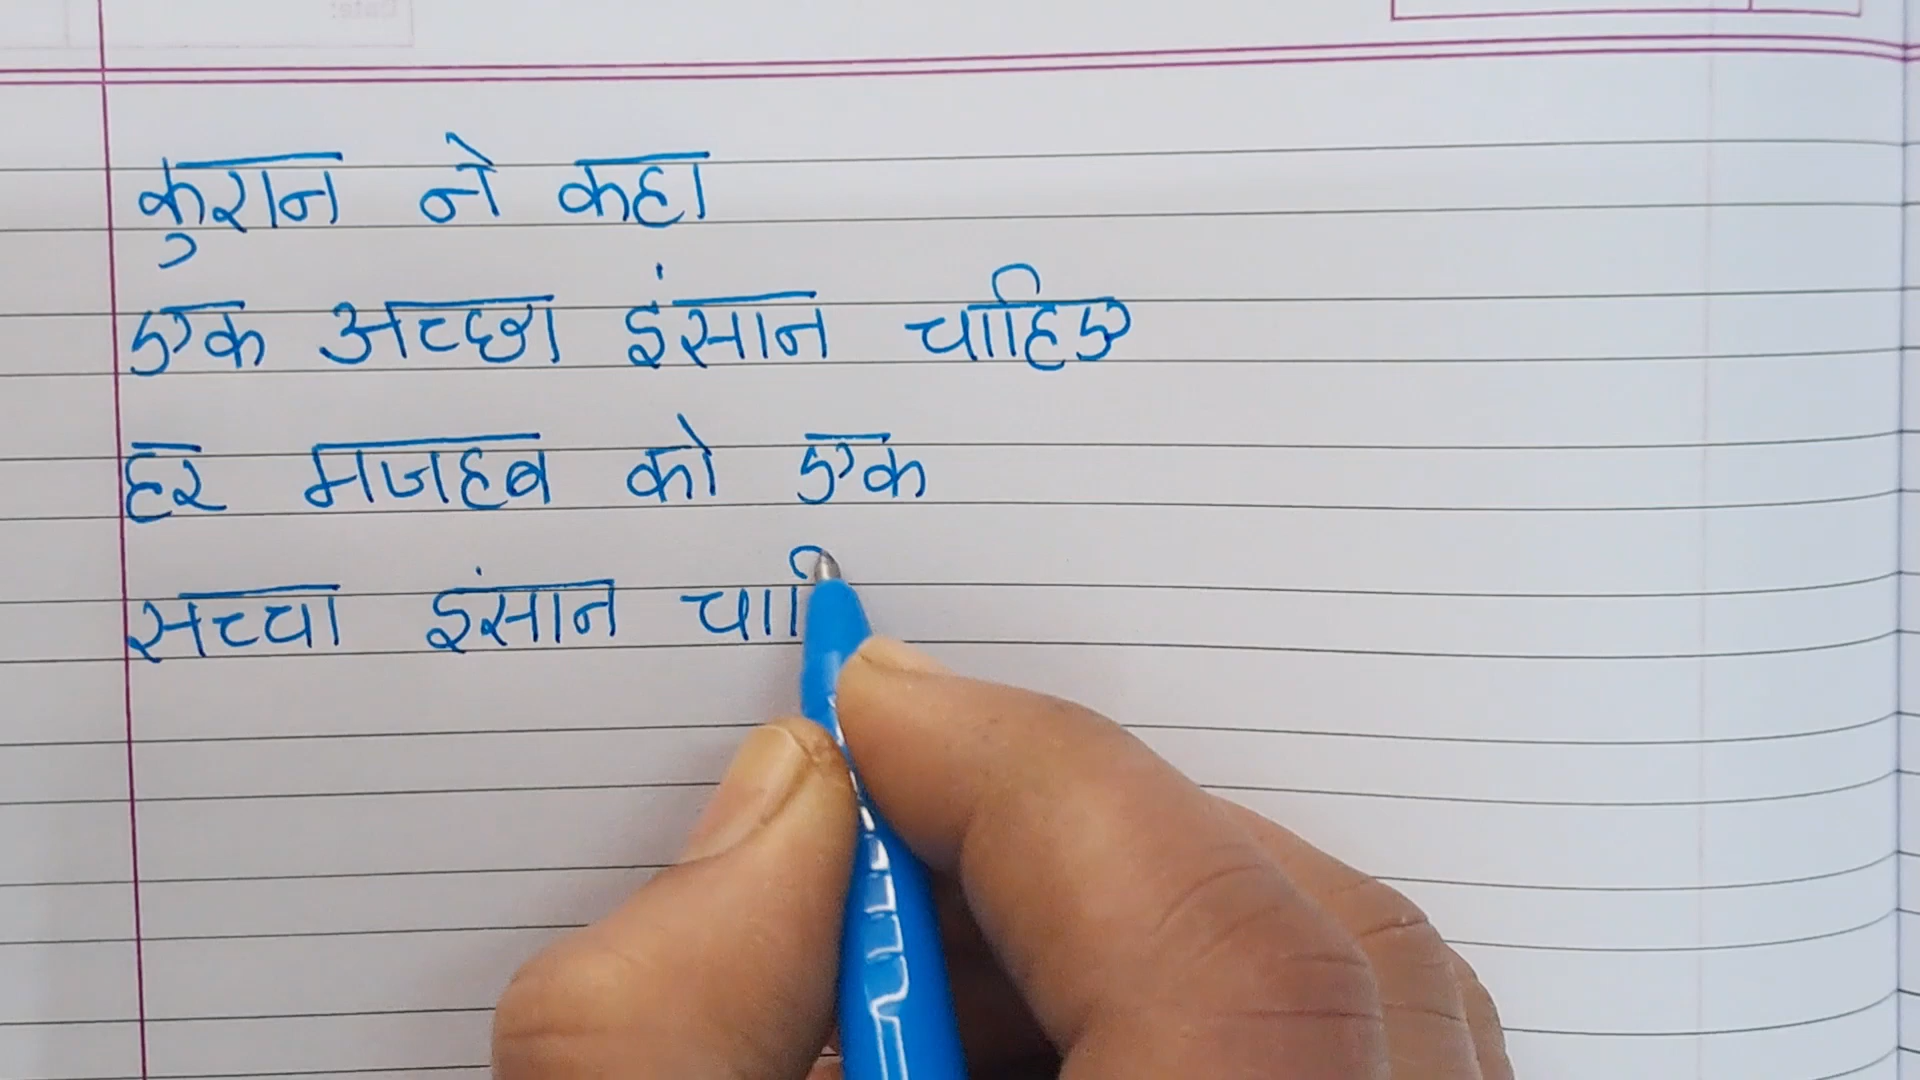 कुरान ने कहा
एक अच्छा इंसान चाहिए
हर मजहब को एक
सच्चा इंसान चाि